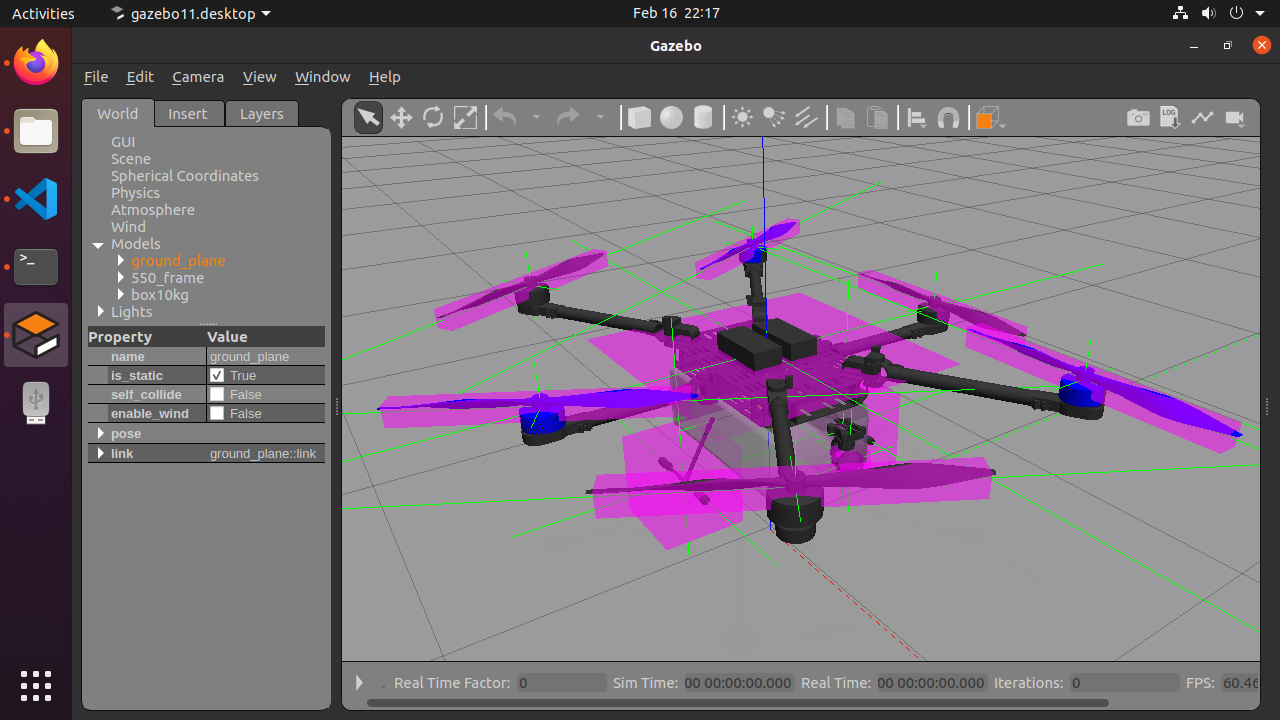 Activities gazebo11.desktop Feb 16 22:17
Gazebo
File Edit Camera View Window Help
World Insert Layers
LOG
GUI
Scene
Spherical Coordinates
Physics
Atmosphere
Wind
Models
ground_plane
550_frame
box10kg
Lights
Property Value
name ground_plane
is_static True
self_collide False
enable_wind False
pose
link ground_plane::link
Real Time Factor: 0 Sim Time: 00 00:00:00.000 Real Time: 00 00:00:00.000 Iterations: 0 FPS: 60.46